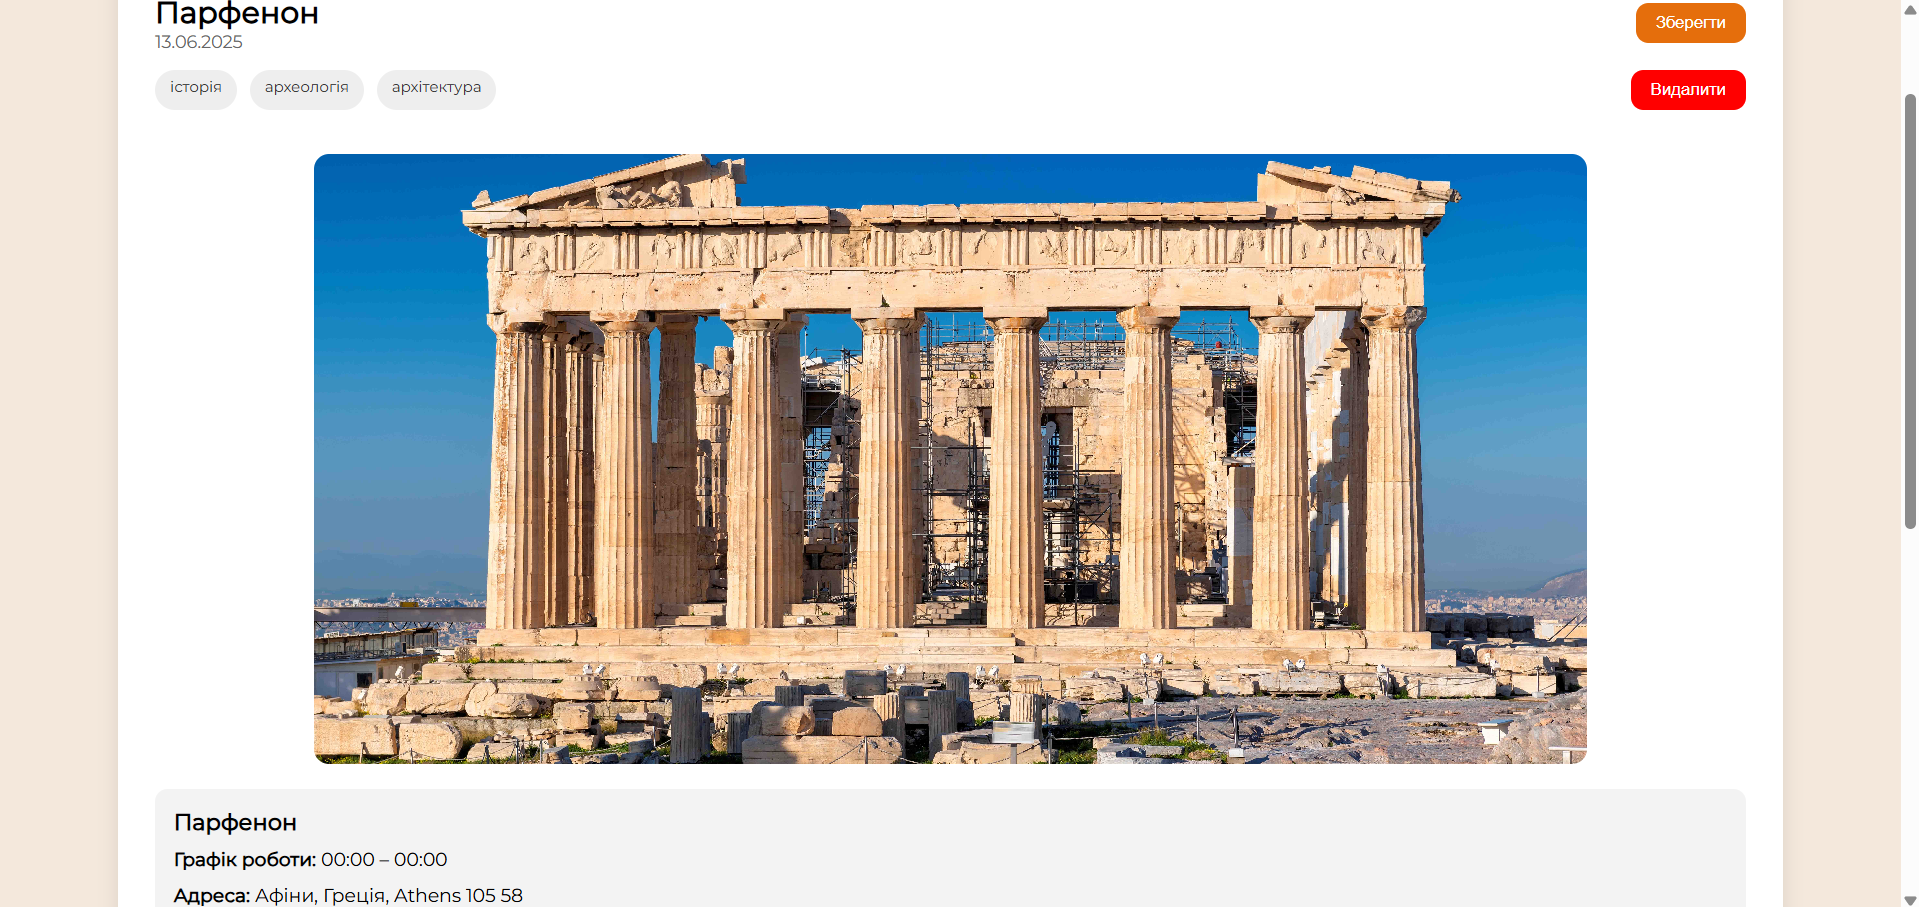 Парфенон
Зберегти
13.06.2025
історія археологія архітектура
Видалити
Парфенон
Графік роботи: 00:00 – 00:00
Адреса: Афіни, Греція, Athens 105 58